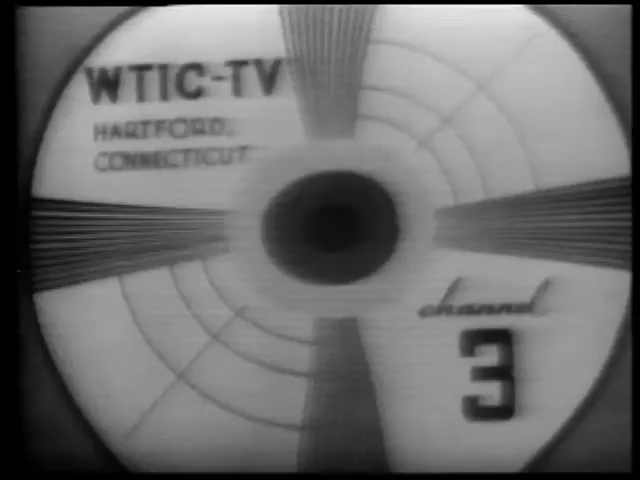 WTIC-TV
HARTFORD,
CONNECTICUT
channel
3